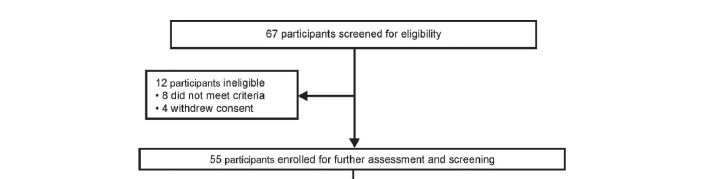 67 participants screened for eligibility
12 participants ineligible
• 8 did not meet criteria
• 4 withdrew consent
55 participants enrolled for further assessment and screening